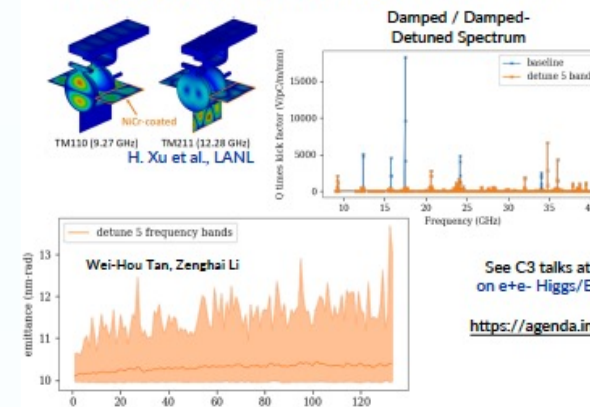 Damped / Damped-
Detuned Spectrum
NiCr-coated
TM110 (9.27 GHz) TM211 (12.28 GHz)
H. Xu et al., LANL
Q times kick factor (V/pC/m/mm)
15000
10000
5000
0
baseline
detune 5 band
10 15 20 25 30 35
Frequency (GHz)
detune 5 frequency bands
Wei-Hou Tan, Zenghai Li
emittance (nm·rad)
13
12
11
10
0 20 40 60 80 100 120
See C3 talks at
on e+e- Higgs/E
https://agenda.in